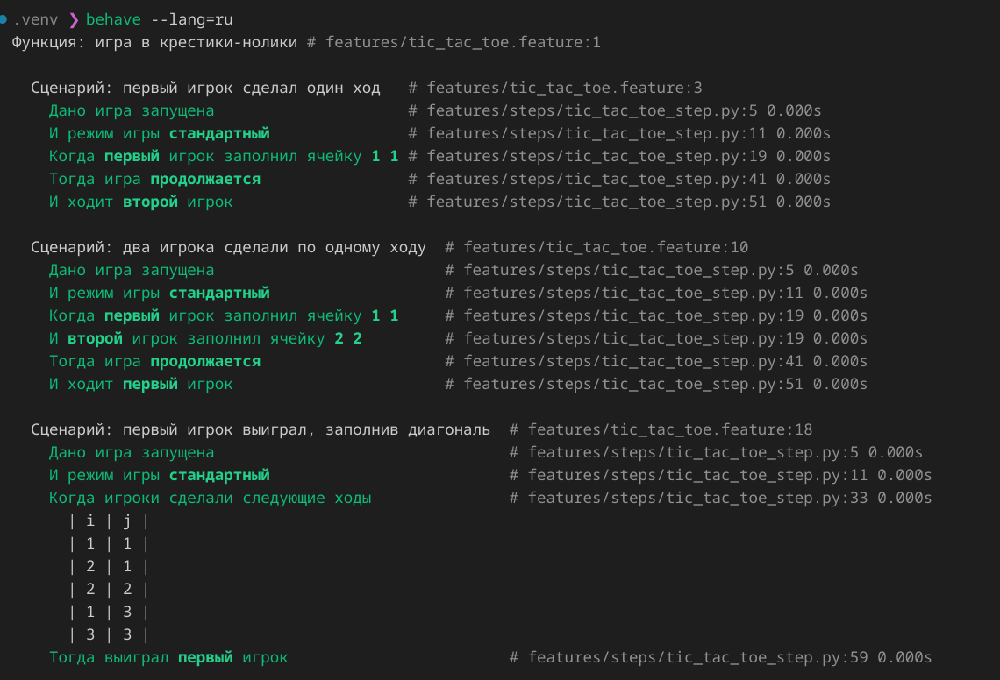 .venv ❯ behave --lang=ru
Функция: игра в крестики-нолики # features/tic_tac_toe.feature:1
Сценарий: первый игрок сделал один ход # features/tic_tac_toe.feature:3
Дано игра запущена # features/steps/tic_tac_toe_step.py:5 0.000s
И режим игры стандартный # features/steps/tic_tac_toe_step.py:11 0.000s
Когда первый игрок заполнил ячейку 1 1 # features/steps/tic_tac_toe_step.py:19 0.000s
Тогда игра продолжается # features/steps/tic_tac_toe_step.py:41 0.000s
И ходит второй игрок # features/steps/tic_tac_toe_step.py:51 0.000s
Сценарий: два игрока сделали по одному ходу # features/tic_tac_toe.feature:10
Дано игра запущена # features/steps/tic_tac_toe_step.py:5 0.000s
И режим игры стандартный # features/steps/tic_tac_toe_step.py:11 0.000s
Когда первый игрок заполнил ячейку 1 1 # features/steps/tic_tac_toe_step.py:19 0.000s
И второй игрок заполнил ячейку 2 2 # features/steps/tic_tac_toe_step.py:19 0.000s
Тогда игра продолжается # features/steps/tic_tac_toe_step.py:41 0.000s
И ходит первый игрок # features/steps/tic_tac_toe_step.py:51 0.000s
Сценарий: первый игрок выиграл, заполнив диагональ # features/tic_tac_toe.feature:18
Дано игра запущена # features/steps/tic_tac_toe_step.py:5 0.000s
И режим игры стандартный # features/steps/tic_tac_toe_step.py:11 0.000s
Когда игроки сделали следующие ходы # features/steps/tic_tac_toe_step.py:33 0.000s
| i | j |
| 1 | 1 |
| 2 | 1 |
| 2 | 2 |
| 1 | 3 |
| 3 | 3 |
Тогда выиграл первый игрок # features/steps/tic_tac_toe_step.py:59 0.000s